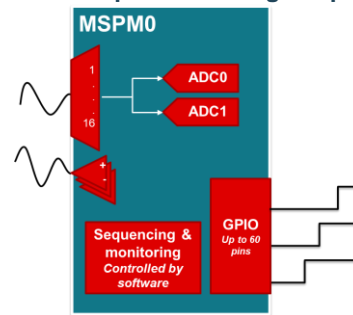 MSPM0
1
.
.
.
16
ADC0
ADC1
+
-
GPIO
Up to 60
pins
Sequencing &
monitoring
Controlled by
software